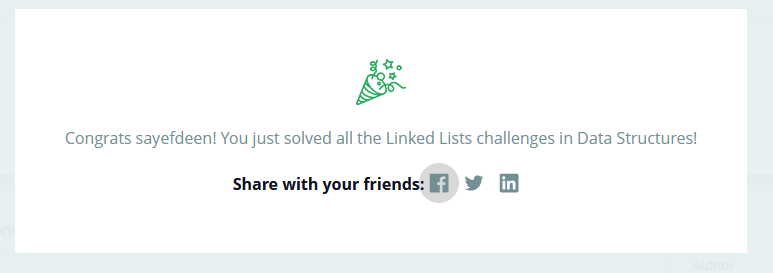 Congrats sayefdeen! You just solved all the Linked Lists challenges in Data Structures!
Share with your friends:
Author